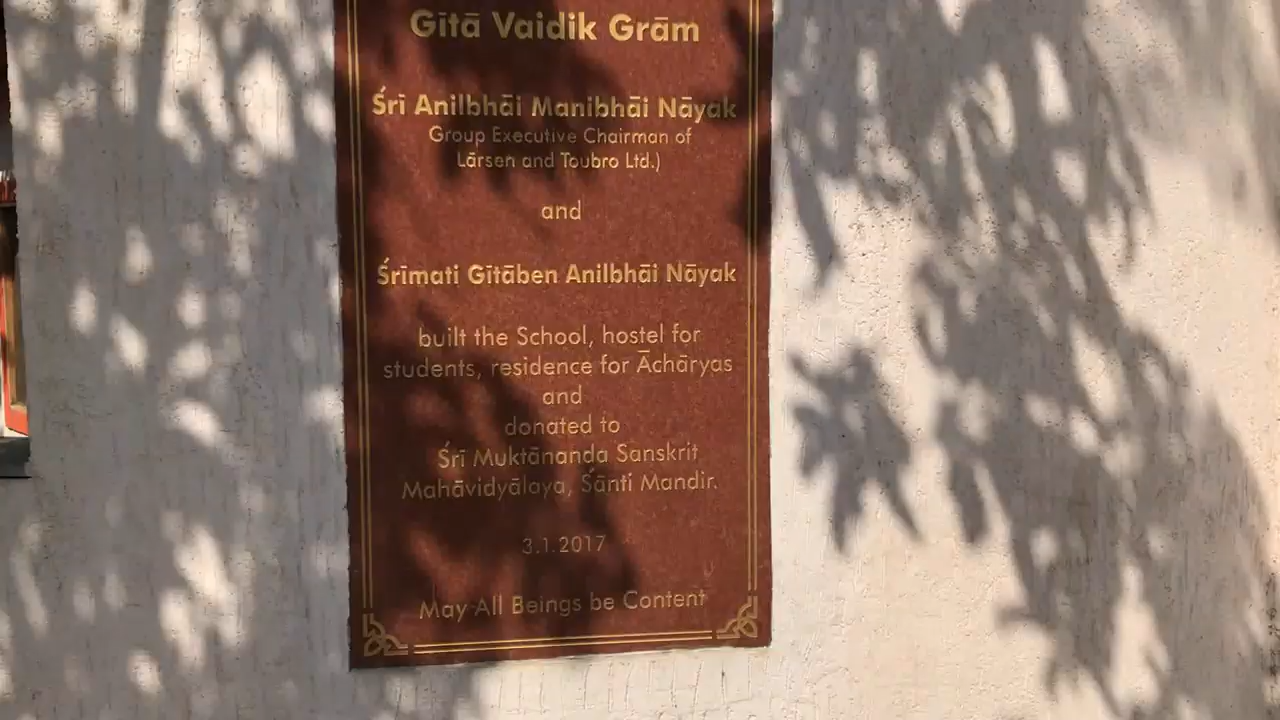 Gītā Vaidik Grām
Śrī Anilbhāi Manibhāi Nāyak
Group Executive Chairman of
Lārsen and Toubro Ltd.)
and
Śrīmati Gītāben Anilbhāi Nāyak
built the School, hostel for
students, residence for Āchāryas
and
donated to
Śrī Muktānanda Sanskrit
Mahāvidyālaya, Śānti Mandir.
3.1.2017
May All Beings be Content